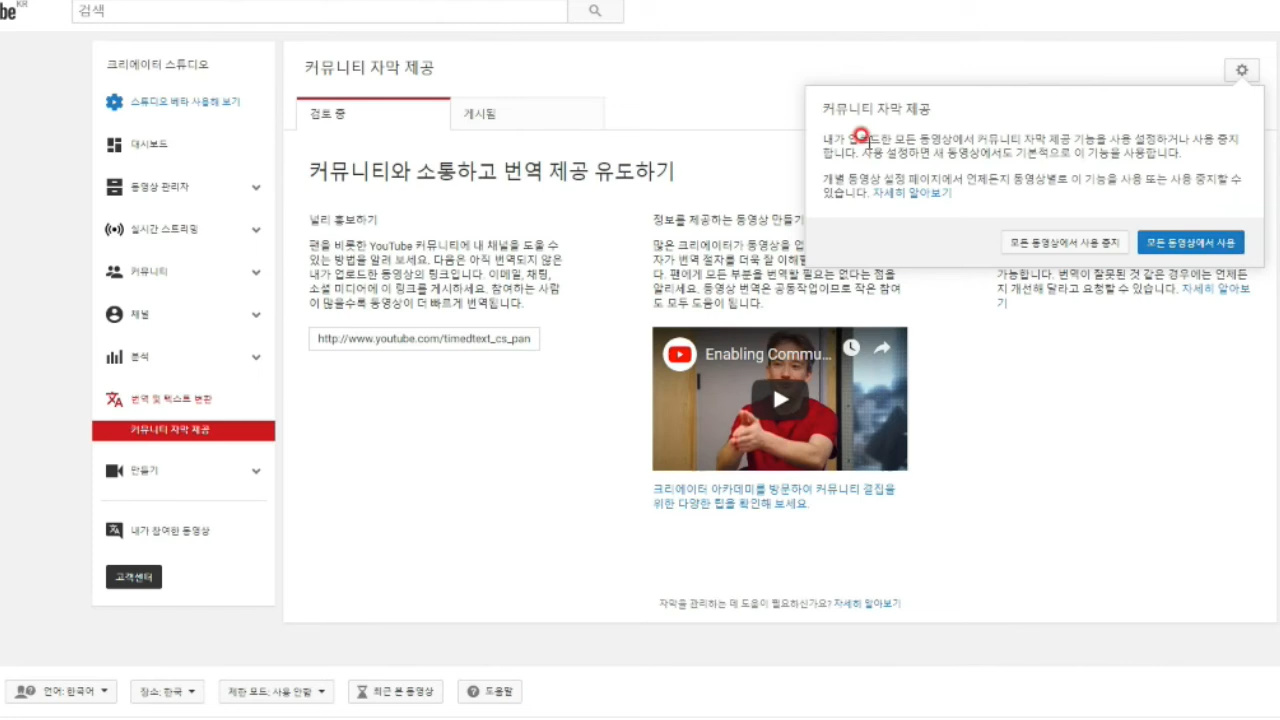 be KR
검색
크리에이터 스튜디오
스튜디오 베타 사용해 보기
대시보드
동영상 관리자
실시간 스트리밍
커뮤니티
채널
분석
번역 및 텍스트 변환
커뮤니티 자막 제공
만들기
내가 참여한 동영상
고객센터
커뮤니티 자막 제공
검토 중
게시됨
커뮤니티와 소통하고 번역 제공 유도하기
널리 홍보하기
팬을 비롯한 YouTube 커뮤니티에 내 채널을 도울 수
있는 방법을 알려 보세요. 다음은 아직 번역되지 않은
내가 업로드한 동영상의 링크입니다. 이메일, 채팅,
소셜 미디어에 이 링크를 게시하세요. 참여하는 사람
이 많을수록 동영상이 더 빠르게 번역됩니다.
http://www.youtube.com/timedtext_cs_pan
정보를 제공하는 동영상 만들기
많은 크리에이터가 동영상을 업
자가 번역 절차를 더욱 잘 이해할
다. 팬에게 모든 부분을 번역할 필요는 없다는 점을
알리세요. 동영상 번역은 공동작업이므로 작은 참여
도 모두 도움이 됩니다.
Enabling Commu...
크리에이터 아카데미를 방문하여 커뮤니티 결집을
위한 다양한 팁을 확인해 보세요.
커뮤니티 자막 제공
내가 업로드한 모든 동영상에서 커뮤니티 자막 제공 기능을 사용 설정하거나 사용 중지
합니다. 사용 설정하면 새 동영상에서도 기본적으로 이 기능을 사용합니다.
개별 동영상 설정 페이지에서 언제든지 동영상별로 이 기능을 사용 또는 사용 중지할 수
있습니다. 자세히 알아보기
모든 동영상에서 사용 중지
모든 동영상에서 사용
가능합니다. 번역이 잘못된 것 같은 경우에는 언제든
지 개선해 달라고 요청할 수 있습니다. 자세히 알아보
기
자막을 관리하는 데 도움이 필요하신가요? 자세히 알아보기
언어: 한국어
장소: 한국
제한 모드: 사용 안함
최근 본 동영상
도움말